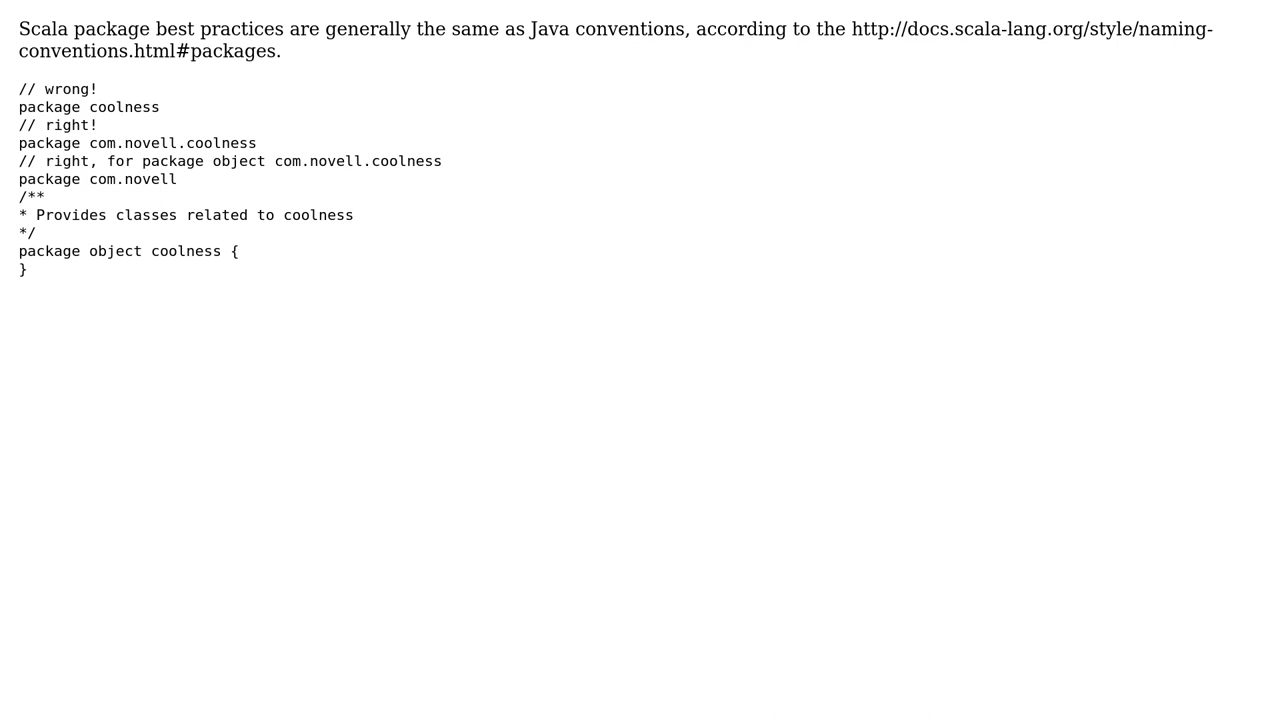 Scala package best practices are generally the same as Java conventions, according to the http://docs.scala-lang.org/style/naming-
conventions.html#packages.
// wrong!
package coolness
// right!
package com.novell.coolness
// right, for package object com.novell.coolness
package com.novell
/**
* Provides classes related to coolness
*/
package object coolness {
}